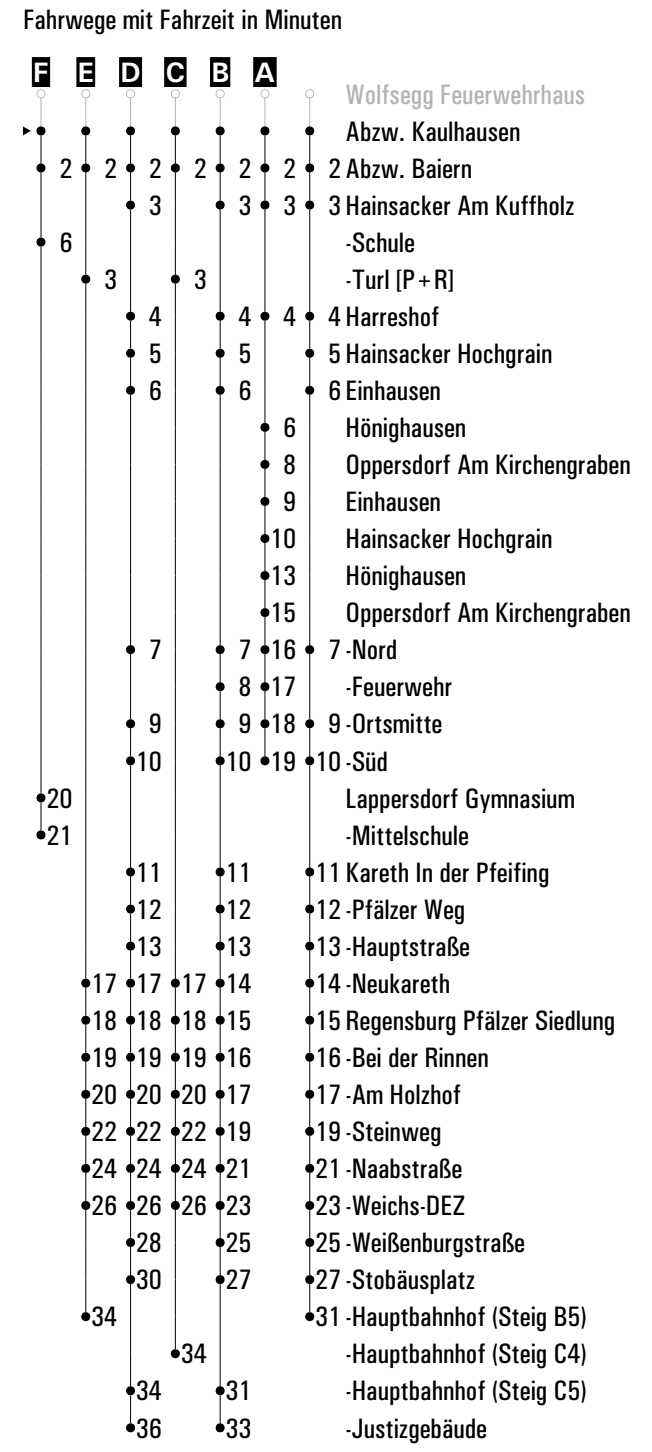 Fahrwege mit Fahrzeit in Minuten
F E D C B A
Wolfsegg Feuerwehrhaus
Abzw. Kaulhausen
2 2 2 2 2 2 2 Abzw. Baiern
3 3 3 3 Hainsacker Am Kuffholz
6 -Schule
3 3 -Turl [P+R]
4 4 4 4 Harreshof
5 5 5 Hainsacker Hochgrain
6 6 6 Einhausen
6 Hönighausen
8 Oppersdorf Am Kirchengraben
9 Einhausen
10 Hainsacker Hochgrain
13 Hönighausen
15 Oppersdorf Am Kirchengraben
7 7 16 7 -Nord
8 17 -Feuerwehr
9 9 18 9 -Ortsmitte
10 10 19 10 -Süd
20 Lappersdorf Gymnasium
21 -Mittelschule
11 11 11 Kareth In der Pfeifing
12 12 12 -Pfälzer Weg
13 13 13 -Hauptstraße
17 17 17 14 14 -Neukareth
18 18 18 15 15 Regensburg Pfälzer Siedlung
19 19 19 16 16 -Bei der Rinnen
20 20 20 17 17 -Am Holzhof
22 22 22 19 19 -Steinweg
24 24 24 21 21 -Naabstraße
26 26 26 23 23 -Weichs-DEZ
28 25 25 -Weißenburgstraße
30 27 27 -Stobäusplatz
34 31 -Hauptbahnhof (Steig B5)
34 -Hauptbahnhof (Steig C4)
34 31 -Hauptbahnhof (Steig C5)
36 33 -Justizgebäude